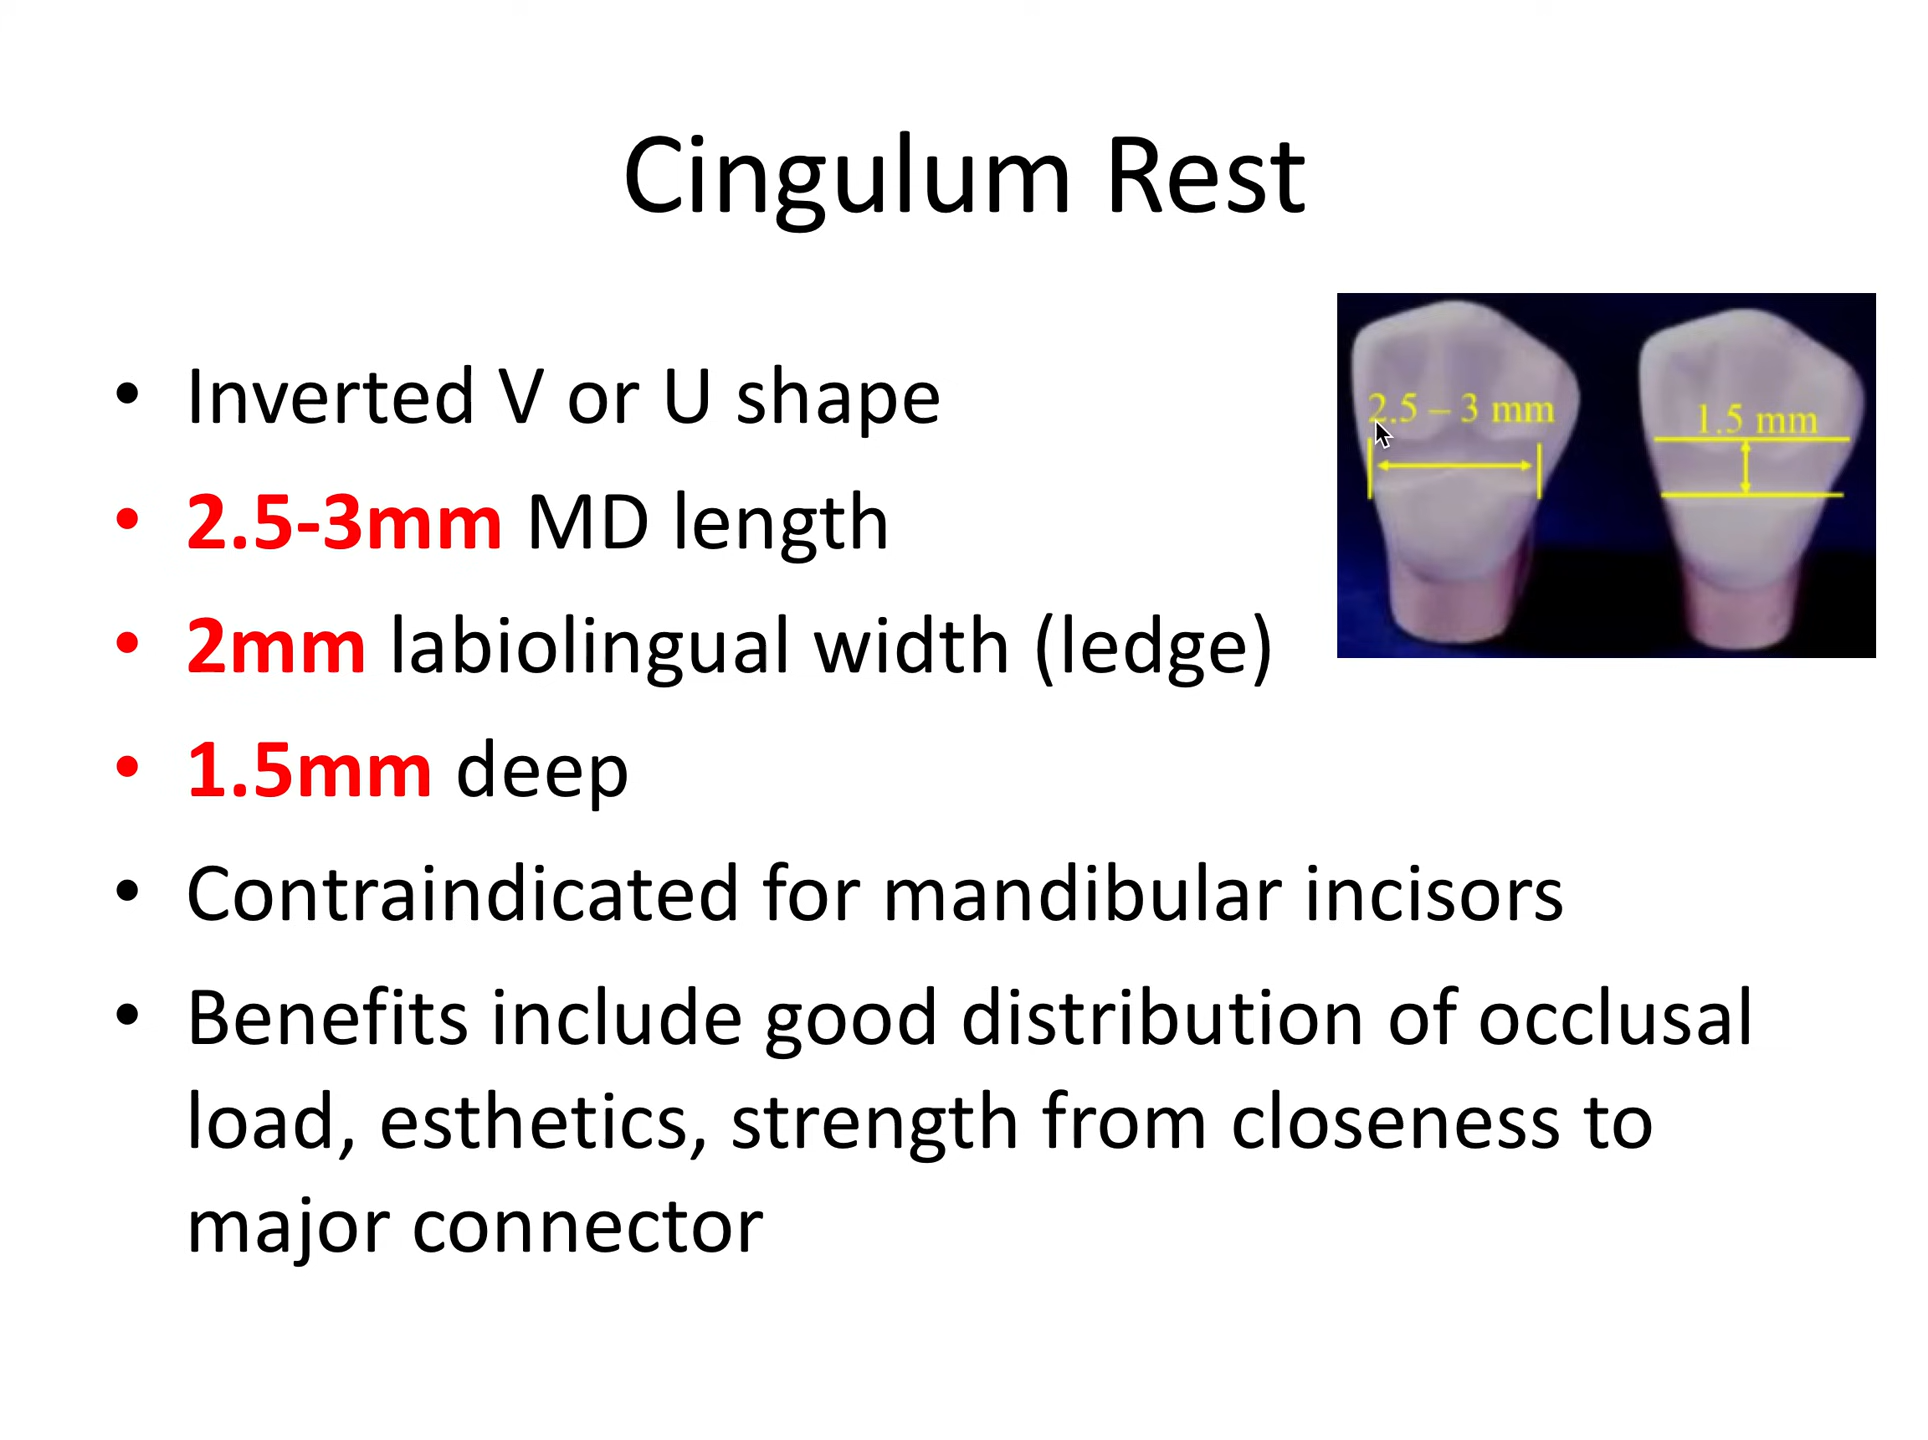 Cingulum Rest
• Inverted V or U shape
• 2.5-3mm MD length
• 2mm labiolingual width (ledge)
• 1.5mm deep
• Contraindicated for mandibular incisors
• Benefits include good distribution of occlusal
load, esthetics, strength from closeness to
major connector
2.5 – 3 mm
1.5 mm